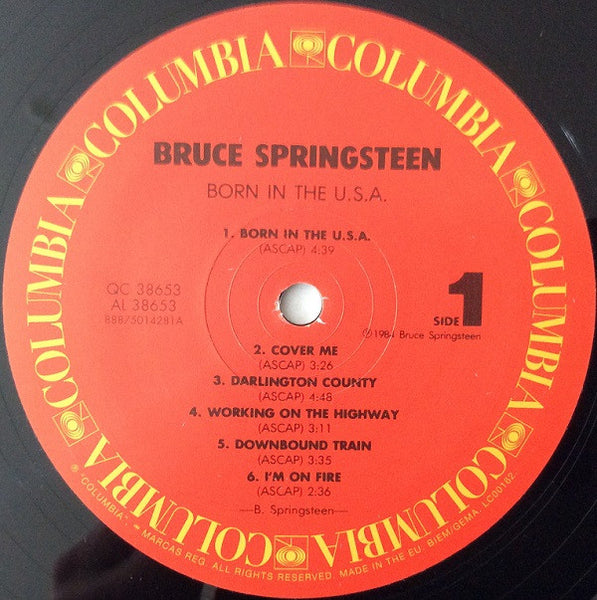 COLUMBIA COLUMBIA COLUMBIA COLUMBIA COLUMBIA COLUMBIA
BRUCE SPRINGSTEEN
BORN IN THE U.S.A.
1. BORN IN THE U.S.A.
(ASCAP) 4:39
QC 38653
AL 38653
88875014281A
SIDE 1
℗1984 Bruce Springsteen
2. COVER ME
(ASCAP) 3:26
3. DARLINGTON COUNTY
(ASCAP) 4:48
4. WORKING ON THE HIGHWAY
(ASCAP) 3:11
5. DOWNBOUND TRAIN
(ASCAP) 3:35
6. I'M ON FIRE
(ASCAP) 2:36
—B. Springsteen—
® "COLUMBIA", MARCAS REG. ALL RIGHTS RESERVED. MADE IN THE EU. BIEM/GEMA. LC00162